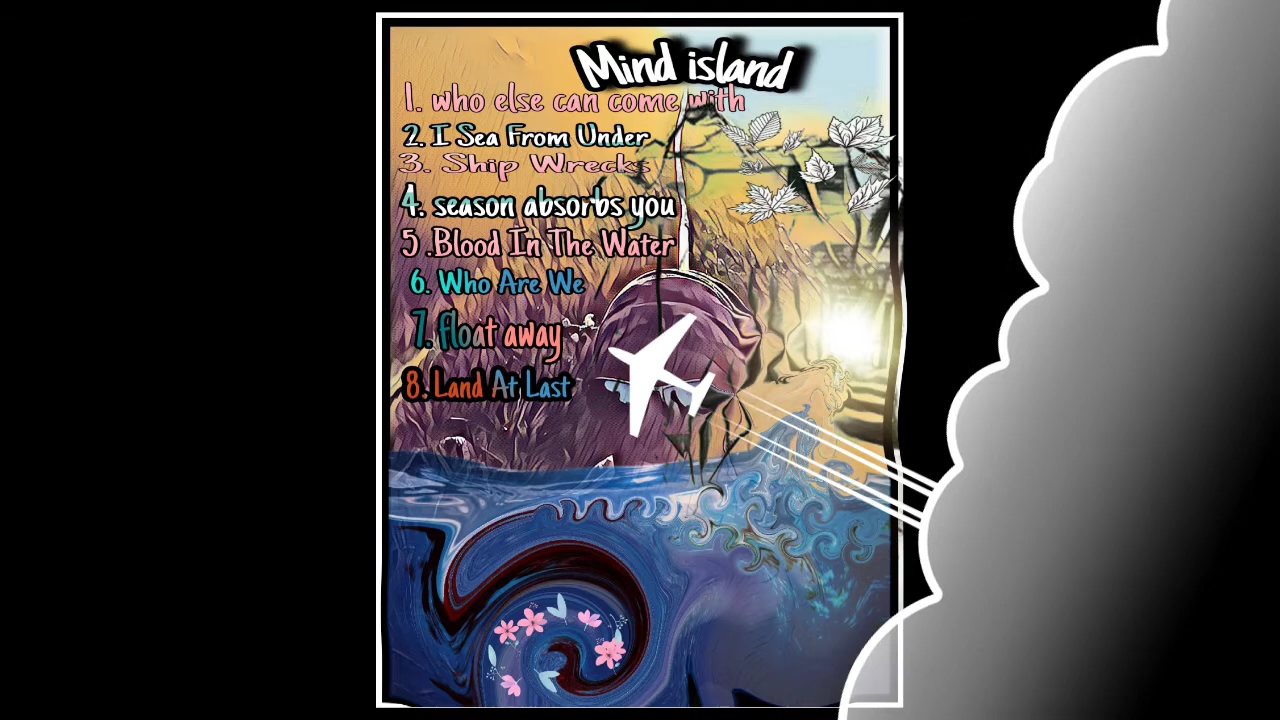 Mind island
1. who else can come with
2. I Sea From Under
3. Ship Wrecks
4. season absorbs you
5 .Blood In The Water
6. Who Are We
7. float away
8. Land At Last